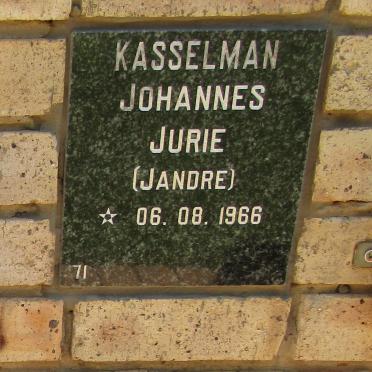 KASSELMAN
JOHANNES
JURIE
(JANDRE)
☆ 06. 08. 1966
71